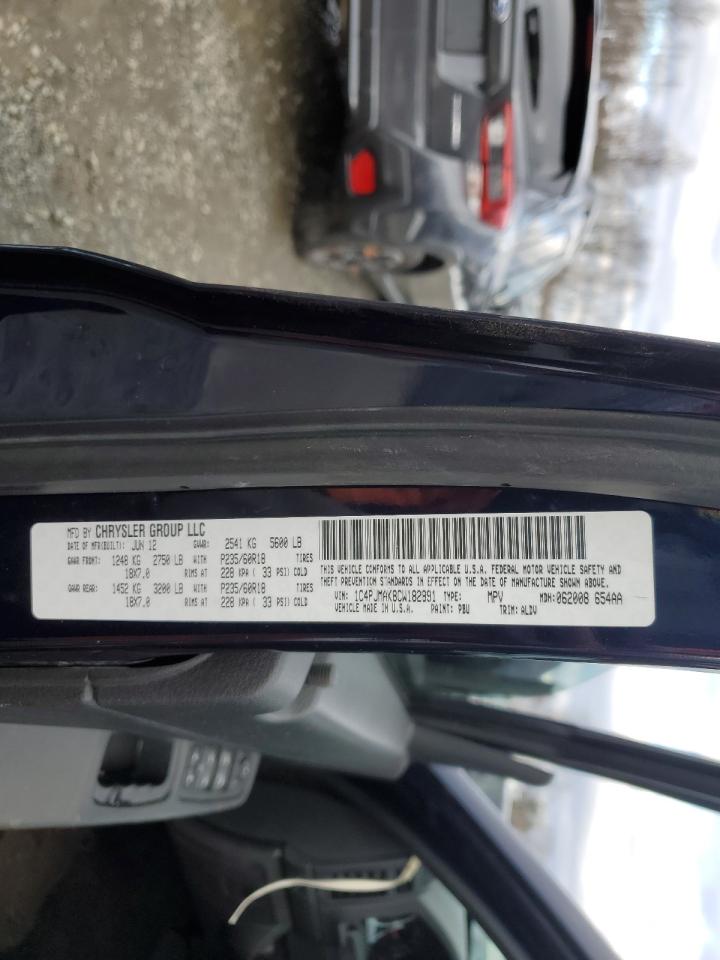 MFD BY CHRYSLER GROUP LLC
DATE OF MFR(BUILT): JUN 12 GVWR: 2541 KG 5600 LB
GAWR FRONT: 1248 KG 2750 LB WITH P235/60R18 TIRES
18X7.0 RIMS AT 228 KPA ( 33 PSI) COLD
GAWR REAR: 1452 KG 3200 LB WITH P235/60R18 TIRES
18X7.0 RIMS AT 228 KPA ( 33 PSI) COLD
THIS VEHICLE CONFORMS TO ALL APPLICABLE U.S.A. FEDERAL MOTOR VEHICLE SAFETY AND
THEFT PREVENTION STANDARDS IN EFFECT ON THE DATE OF MANUFACTURE SHOWN ABOVE.
VIN: 1C4PJMAK8CW182891 TYPE: MPV MDH: 062008 654AA
VEHICLE MADE IN U.S.A. PAINT: PBU TRIM: ALDV